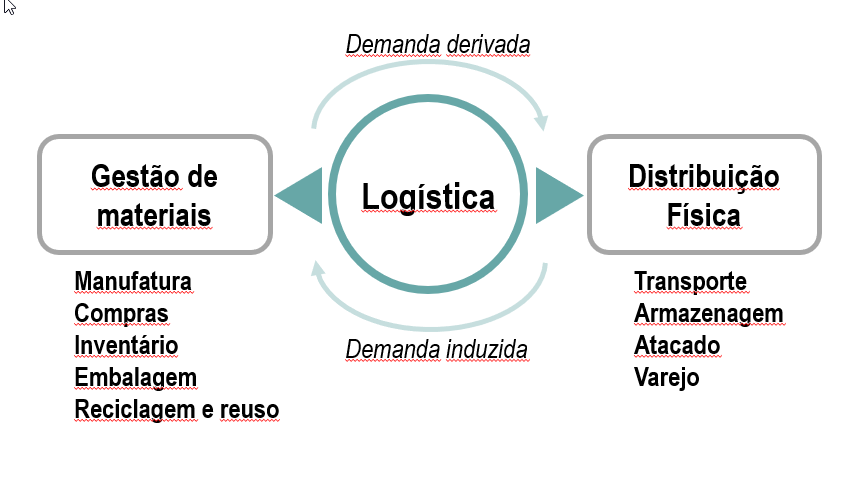 Demanda derivada
Gestão de
materiais
Logística
Distribuição
Física
Manufatura
Compras
Inventário
Embalagem
Reciclagem e reuso
Demanda induzida
Transporte
Armazenagem
Atacado
Varejo